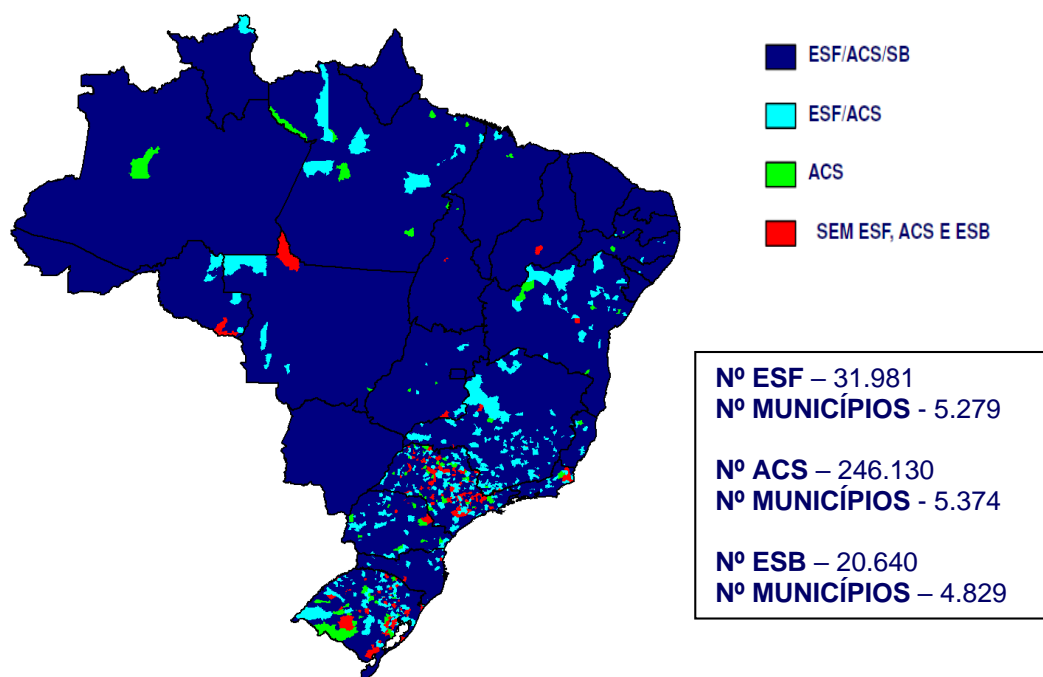 ESF/ACS/SB
ESF/ACS
ACS
SEM ESF, ACS E ESB
Nº ESF – 31.981
Nº MUNICÍPIOS - 5.279
Nº ACS – 246.130
Nº MUNICÍPIOS - 5.374
Nº ESB – 20.640
Nº MUNICÍPIOS – 4.829